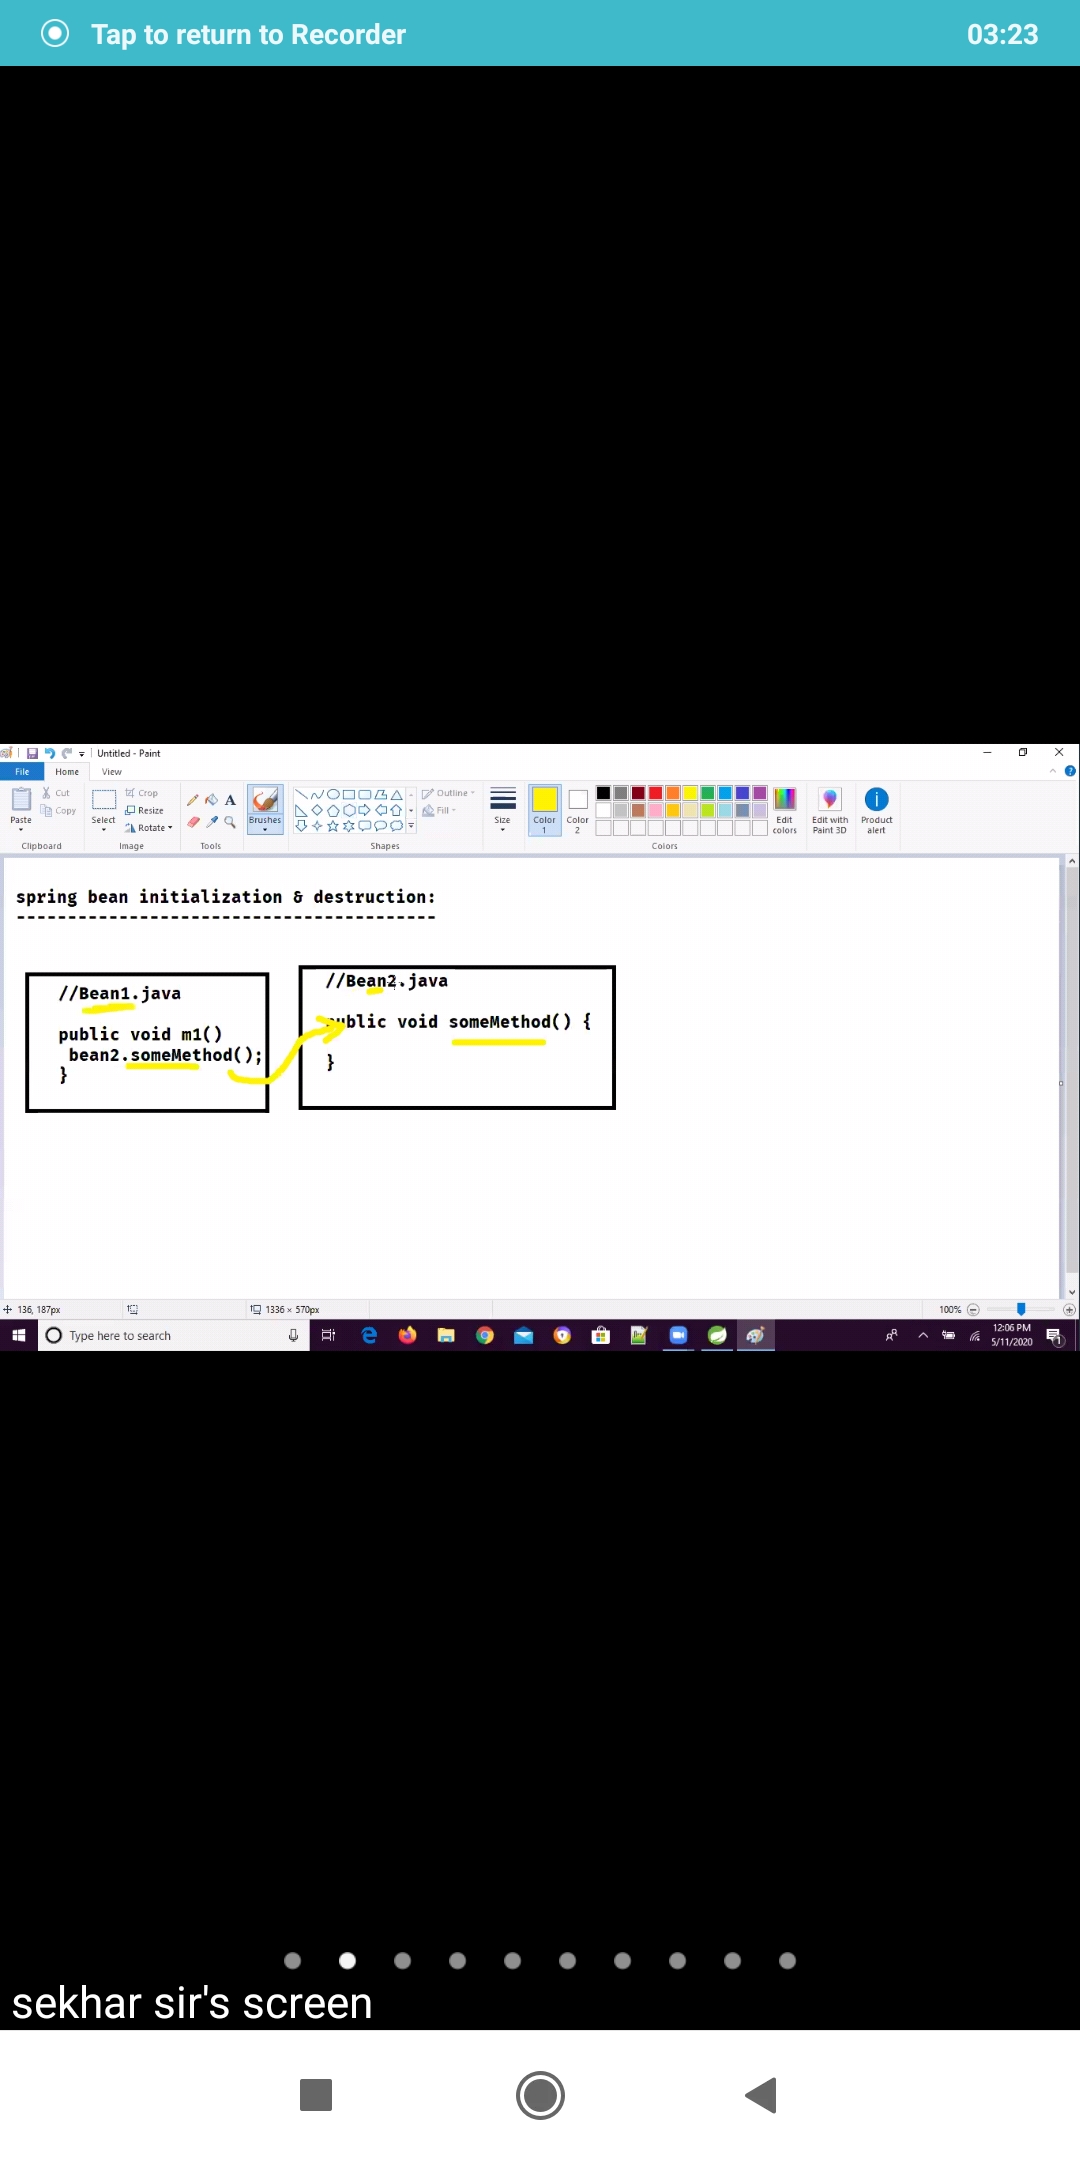 Tap to return to Recorder 03:23
Untitled - Paint
File Home View
Paste
Cut
Copy
Clipboard
Select
Crop
Resize
Rotate
Image
A
Tools
Brushes
Shapes
Outline
Fill
Size
Color 1
Color 2
Colors
Edit colors
Edit with Paint 3D
Product alert
spring bean initialization & destruction:
-----------------------------------------
//Bean1.java
public void m1()
bean2.someMethod();
}
//Bean2.java
public void someMethod() {
}
136, 187px 1336 × 570px 100%
Type here to search
12:06 PM
5/11/2020
1
sekhar sir's screen